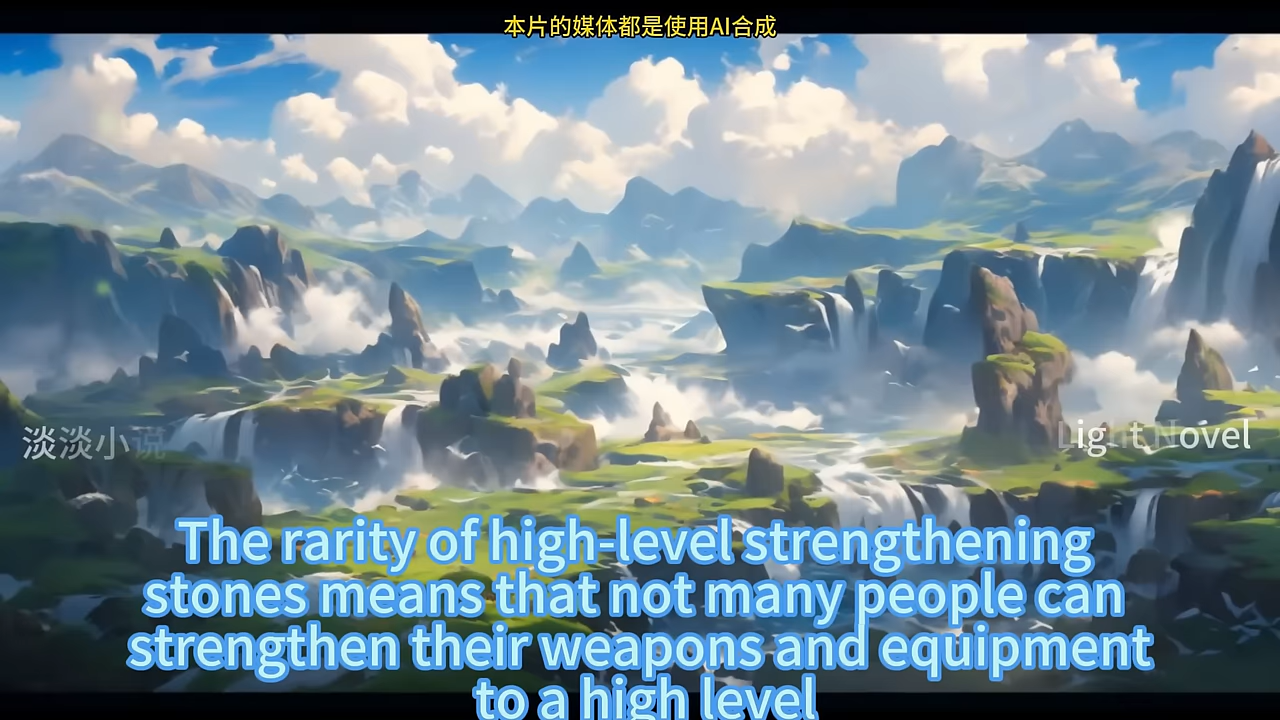 本片的媒体都是使用AI合成
淡淡小说
Light Novel
The rarity of high-level strengthening
stones means that not many people can
strengthen their weapons and equipment
to a high level